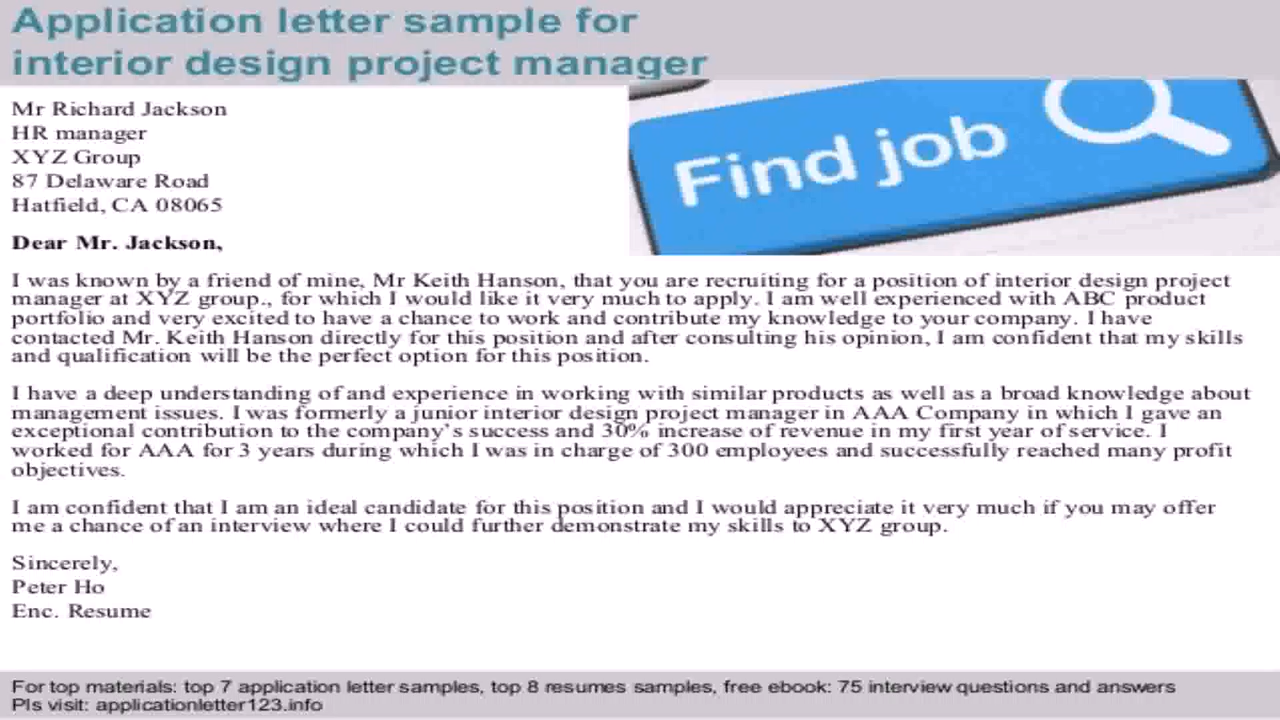 Application letter sample for
interior design project manager
Find job
Mr Richard Jackson
HR manager
XYZ Group
87 Delaware Road
Hatfield, CA 08065
Dear Mr. Jackson,
I was known by a friend of mine, Mr Keith Hanson, that you are recruiting for a position of interior design project
manager at XYZ group., for which I would like it very much to apply. I am well experienced with ABC product
portfolio and very excited to have a chance to work and contribute my knowledge to your company. I have
contacted Mr. Keith Hanson directly for this position and after consulting his opinion, I am confident that my skills
and qualification will be the perfect option for this position.
I have a deep understanding of and experience in working with similar products as well as a broad knowledge about
management issues. I was formerly a junior interior design project manager in AAA Company in which I gave an
exceptional contribution to the company's success and 30% increase of revenue in my first year of service. I
worked for AAA for 3 years during which I was in charge of 300 employees and successfully reached many profit
objectives.
I am confident that I am an ideal candidate for this position and I would appreciate it very much if you may offer
me a chance of an interview where I could further demonstrate my skills to XYZ group.
Sincerely,
Peter Ho
Enc. Resume
For top materials: top 7 application letter samples, top 8 resumes samples, free ebook: 75 interview questions and answers
Pls visit: applicationletter123.info